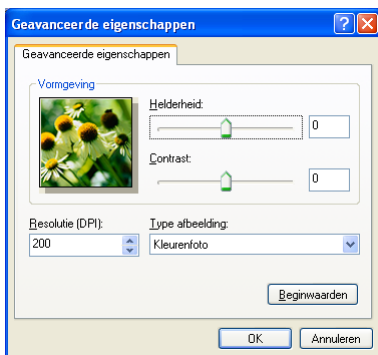 Geavanceerde eigenschappen
Geavanceerde eigenschappen
Vormgeving
Helderheid:
0
Contrast:
0
Resolutie (DPI):
Type afbeelding:
200
Kleurenfoto
Beginwaarden
OK
Annuleren